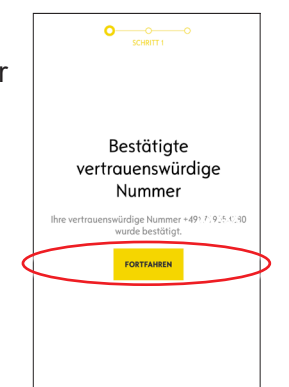 SCHRITT 1
r
Bestätigte
vertrauenswürdige
Nummer
Ihre vertrauenswürdige Nummer
wurde bestätigt.
FORTFAHREN